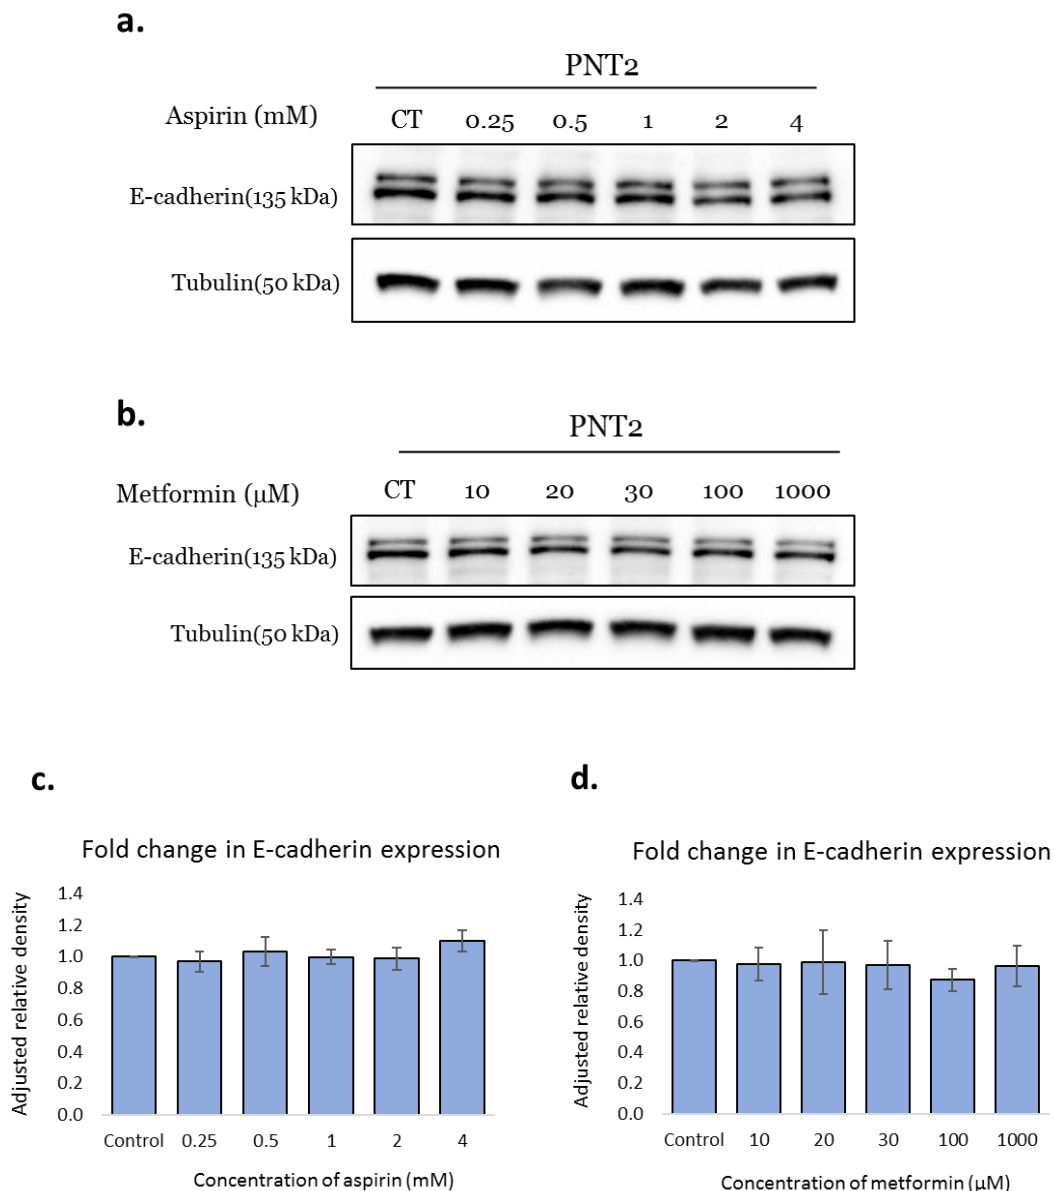 a.
PNT2
Aspirin (mM) CT 0.25 0.5 1 2 4
E-cadherin(135 kDa)
Tubulin(50 kDa)
b.
PNT2
Metformin (µM) CT 10 20 30 100 1000
E-cadherin(135 kDa)
Tubulin(50 kDa)
c.
Fold change in E-cadherin expression
Adjusted relative density
1.4
1.2
1.0
0.8
0.6
0.4
0.2
0.0
Control 0.25 0.5 1 2 4
Concentration of aspirin (mM)
d.
Fold change in E-cadherin expression
Adjusted relative density
1.4
1.2
1.0
0.8
0.6
0.4
0.2
0.0
Control 10 20 30 100 1000
Concentration of metformin (µM)